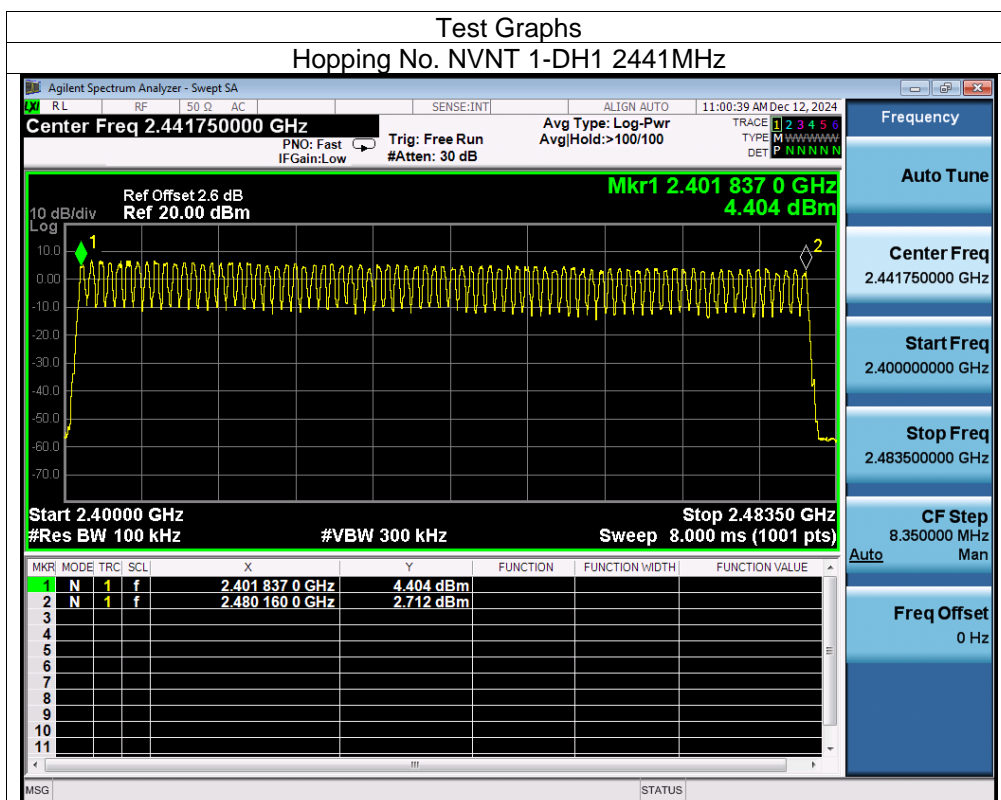 Test Graphs
Hopping No. NVNT 1-DH1 2441MHz
Agilent Spectrum Analyzer - Swept SA
LXI RL RF 50 Ω AC SENSE:INT ALIGN AUTO 11:00:39 AM Dec 12, 2024
Center Freq 2.441750000 GHz
PNO: Fast
IFGain:Low
Trig: Free Run
#Atten: 30 dB
Avg Type: Log-Pwr
Avg|Hold:>100/100
TRACE 1 2 3 4 5 6
TYPE M W W W W W
DET P N N N N N
Ref Offset 2.6 dB
10 dB/div Ref 20.00 dBm
Log
Mkr1 2.401 837 0 GHz
4.404 dBm
1
2
10.0
0.00
-10.0
-20.0
-30.0
-40.0
-50.0
-60.0
-70.0
Start 2.40000 GHz Stop 2.48350 GHz
#Res BW 100 kHz #VBW 300 kHz Sweep 8.000 ms (1001 pts)
MKR MODE TRC SCL X Y FUNCTION FUNCTION WIDTH FUNCTION VALUE
1 N 1 f 2.401 837 0 GHz 4.404 dBm
2 N 1 f 2.480 160 0 GHz 2.712 dBm
3
4
5
6
7
8
9
10
11
MSG STATUS
Frequency
Auto Tune
Center Freq
2.441750000 GHz
Start Freq
2.400000000 GHz
Stop Freq
2.483500000 GHz
CF Step
8.350000 MHz
Auto Man
Freq Offset
0 Hz